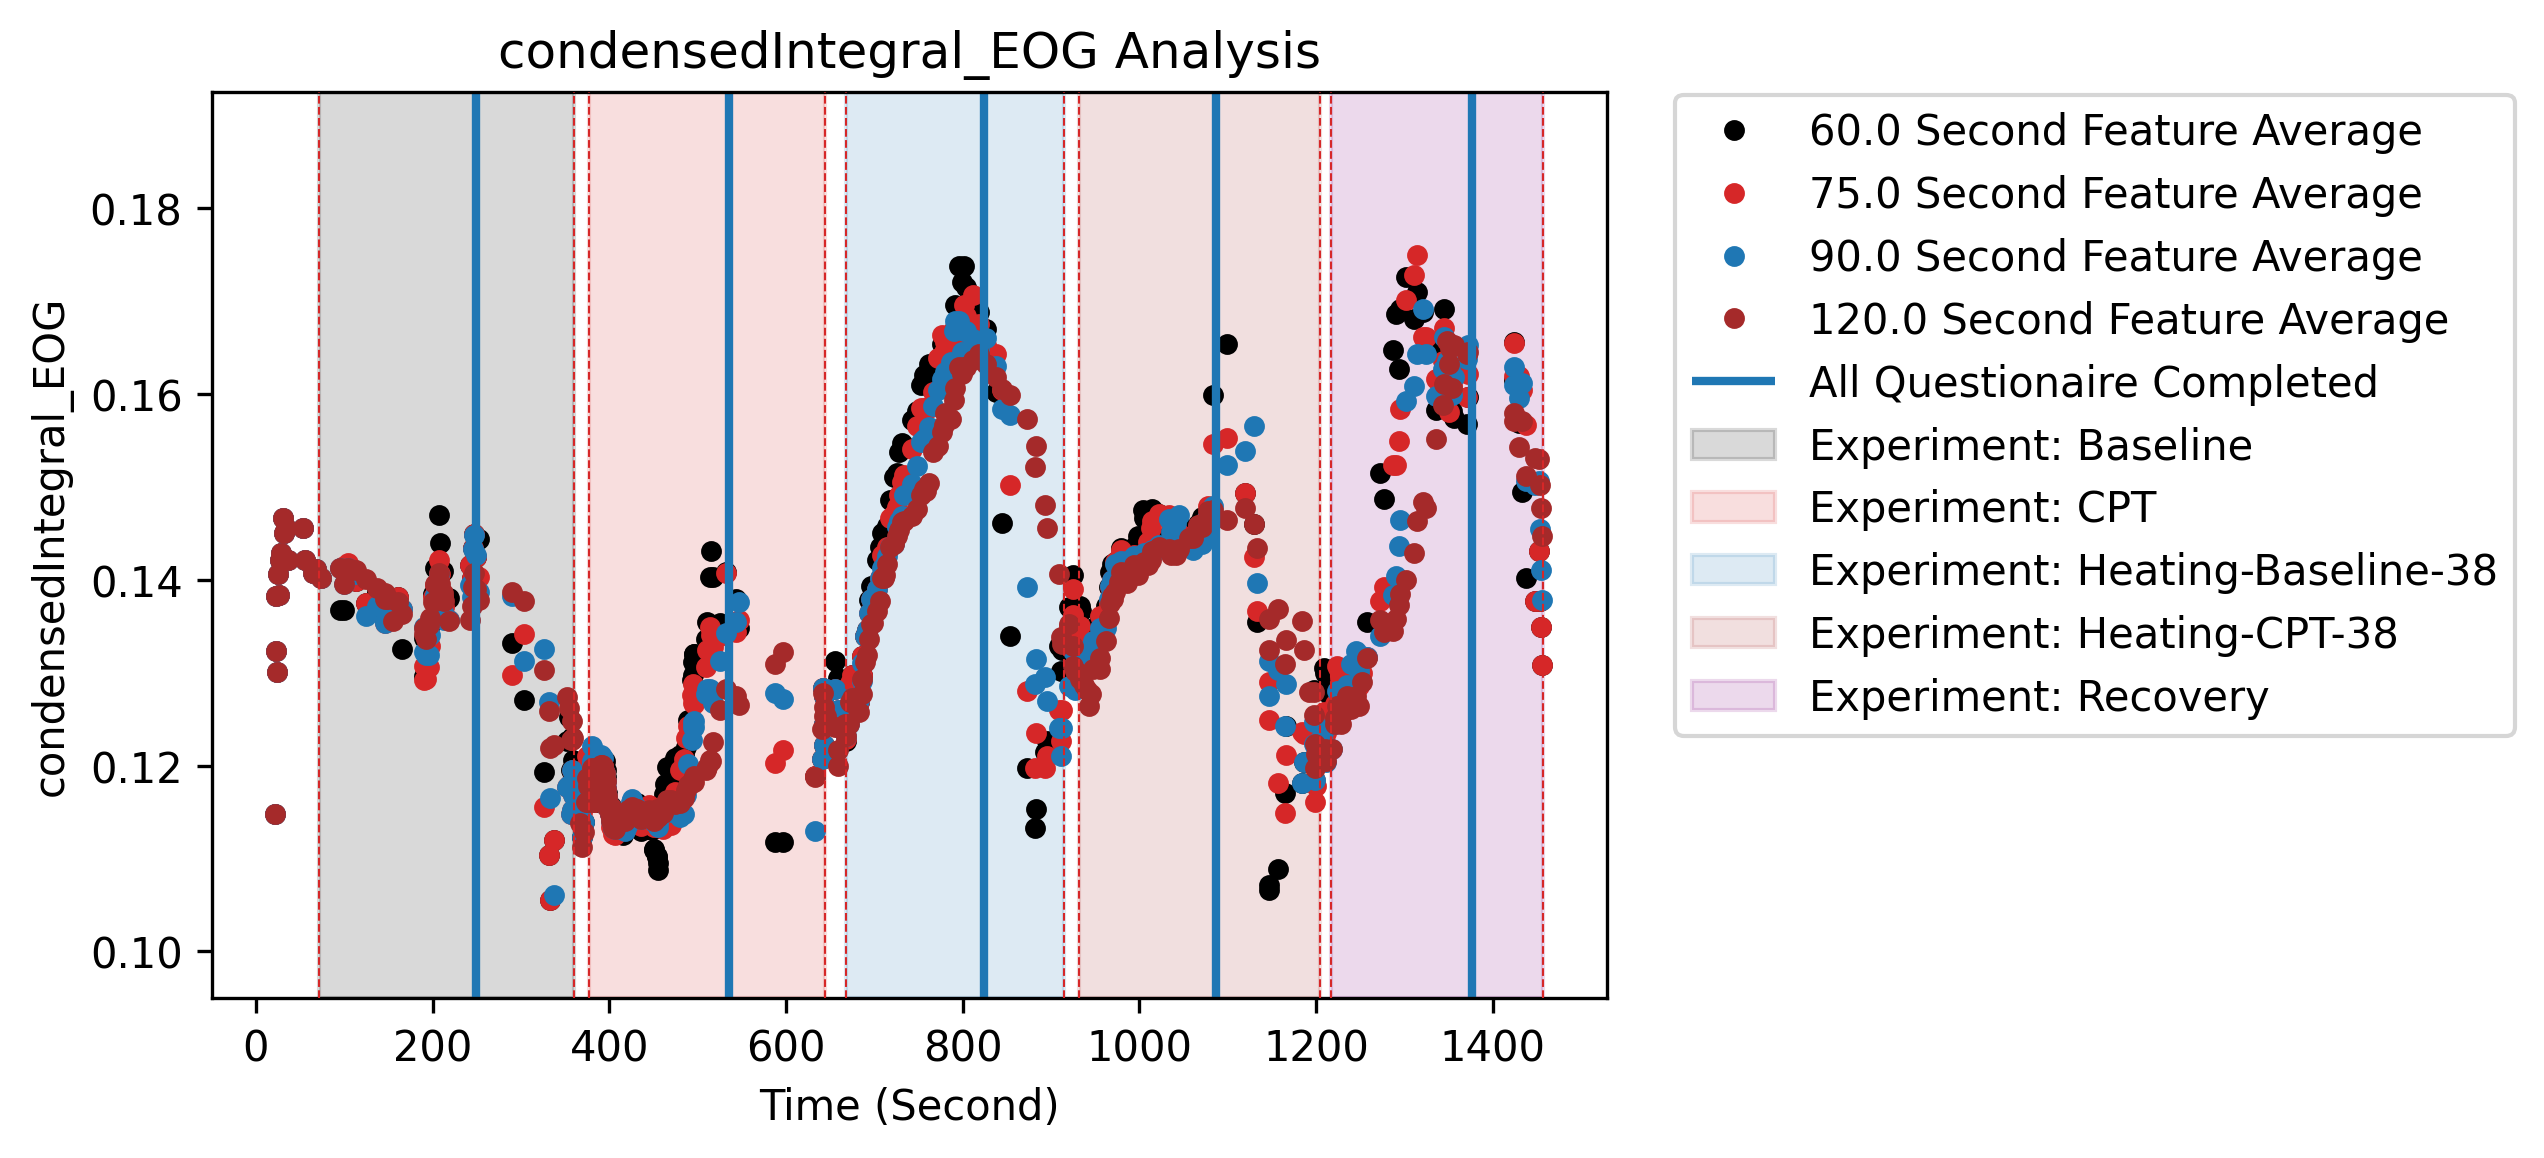 condensedIntegral_EOG Analysis
condensedIntegral_EOG
0.18
0.16
0.14
0.12
0.10
0 200 400 600 800 1000 1200 1400
Time (Second)
60.0 Second Feature Average
75.0 Second Feature Average
90.0 Second Feature Average
120.0 Second Feature Average
All Questionaire Completed
Experiment: Baseline
Experiment: CPT
Experiment: Heating-Baseline-38
Experiment: Heating-CPT-38
Experiment: Recovery